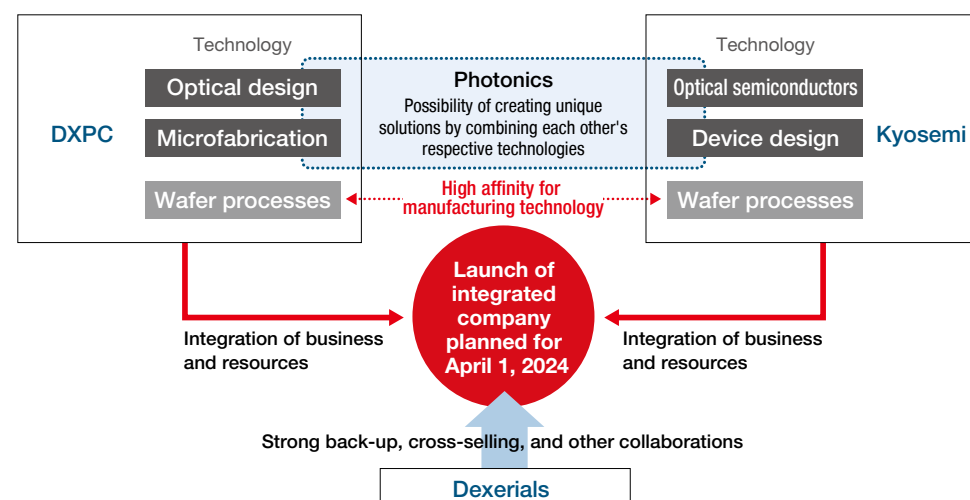 Technology
Optical design
DXPC
Microfabrication
Wafer processes
Photonics
Possibility of creating unique
solutions by combining each other's
respective technologies
High affinity for
manufacturing technology
Technology
Optical semiconductors
Device design
Kyosemi
Wafer processes
Launch of
integrated
company
planned for
April 1, 2024
Integration of business
and resources
Integration of business
and resources
Strong back-up, cross-selling, and other collaborations
Dexerials